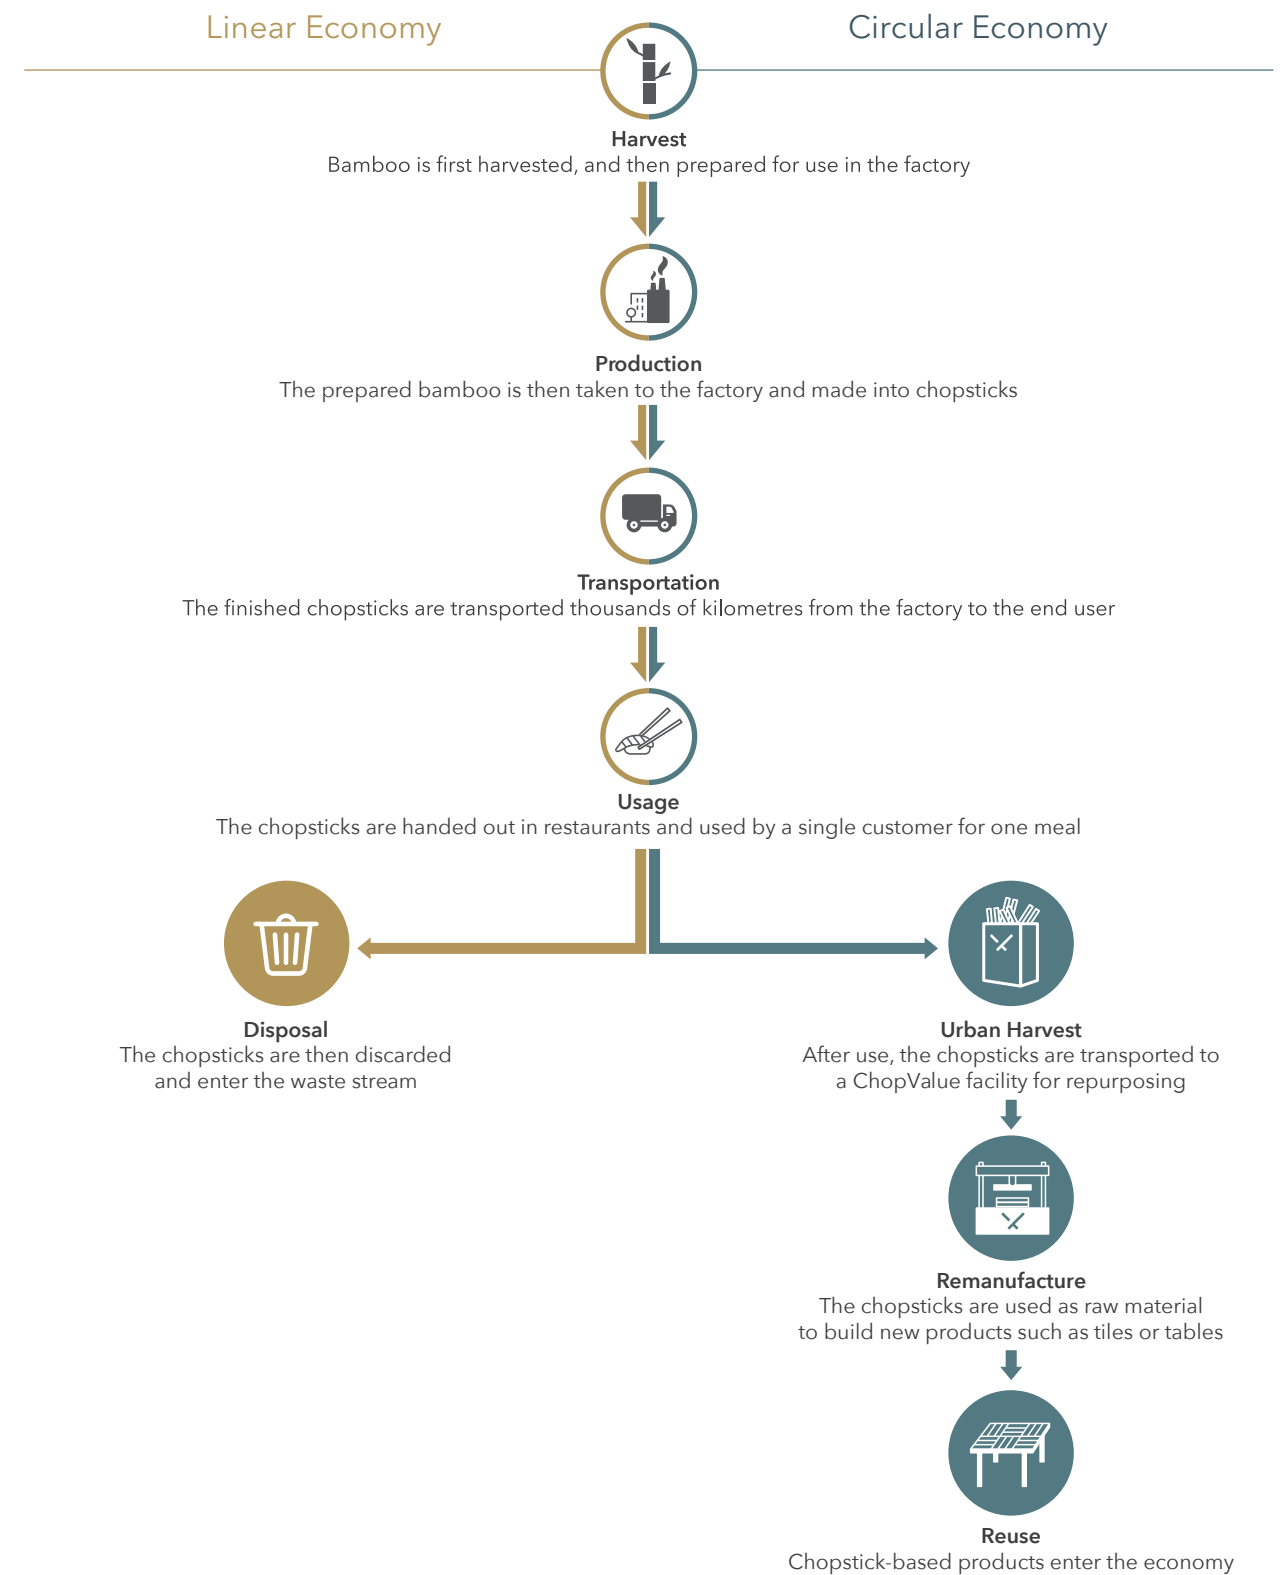 Linear Economy
Circular Economy
Harvest
Bamboo is first harvested, and then prepared for use in the factory
Production
The prepared bamboo is then taken to the factory and made into chopsticks
Transportation
The finished chopsticks are transported thousands of kilometres from the factory to the end user
Usage
The chopsticks are handed out in restaurants and used by a single customer for one meal
Disposal
The chopsticks are then discarded
and enter the waste stream
Urban Harvest
After use, the chopsticks are transported to
a ChopValue facility for repurposing
Remanufacture
The chopsticks are used as raw material
to build new products such as tiles or tables
Reuse
Chopstick-based products enter the economy